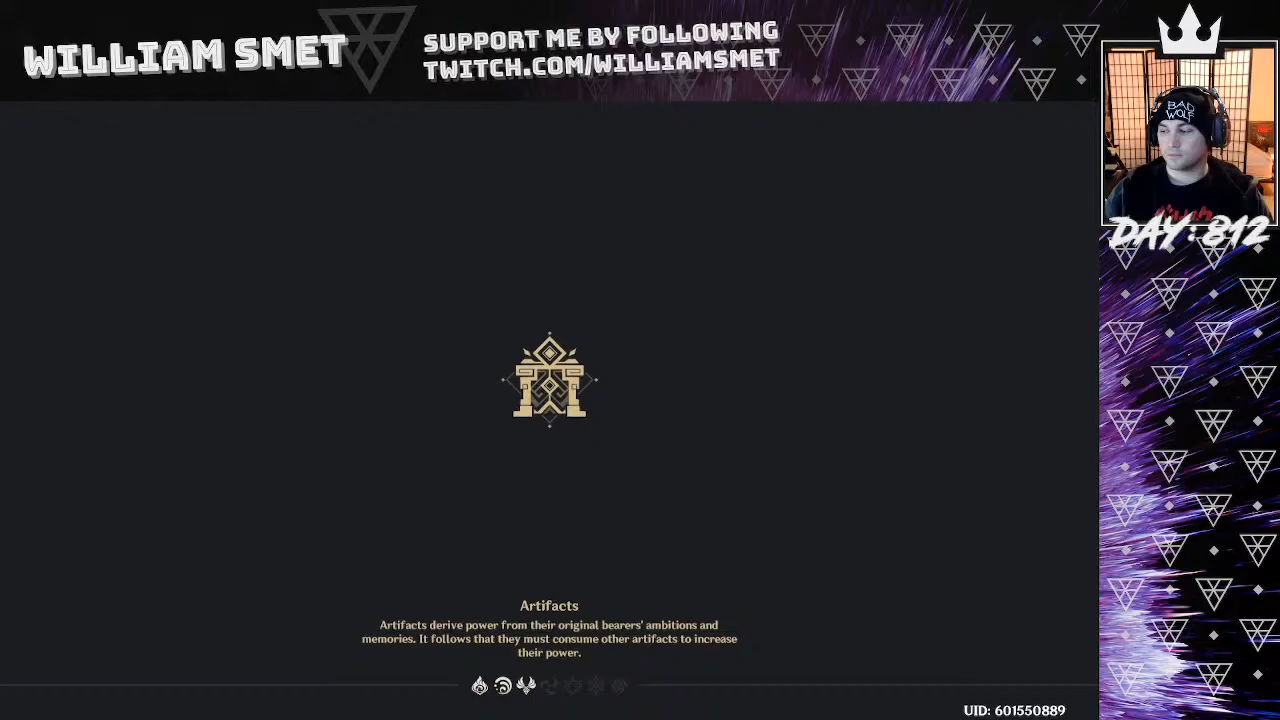 WILLIAM SMET
SUPPORT ME BY FOLLOWING
TWITCH.COM/WILLIAMSMET
BAD
WOLF
DAY: 812
Artifacts
Artifacts derive power from their original bearers' ambitions and
memories. It follows that they must consume other artifacts to increase
their power.
UID: 601550889